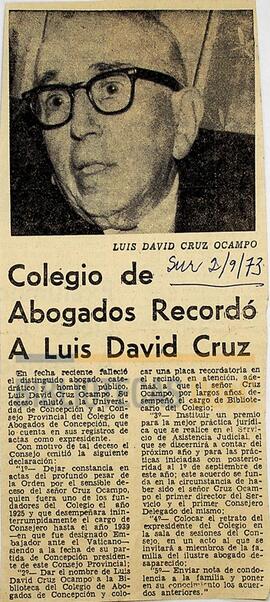 LUIS DAVID CRUZ OCAMPO
Sur 2/9/73
Colegio de
Abogados Recordó
A Luis David Cruz
En fecha reciente falleció
el distinguido abogado, cate-
drático y hombre público,
Luis David Cruz Ocampo. Su
deceso enlutó a la Universi-
dad de Concepción y al Con-
sejo Provincial del Colegio de
Abogados de Concepción, que
lo cuenta en sus registros de
actas como expresidente.
Con motivo de tal deceso el
Consejo emitió la siguiente
declaración:
"1º— Dejar constancia en
actas del profundo pesar de
la Orden por el sensible de-
ceso del señor Cruz Ocampo
quien fuera uno de los fun-
dadores del Colegio el año
1925 y que desempeñara inin-
terrumpidamente el cargo de
Consejero hasta el año 1939
—en que fue designado Em-
bajador ante el Vaticano—
siendo a la fecha de su par-
tida de Concepción presiden-
te de este Consejo Provincial;
"2º— Dar el nombre de Luis
David Cruz Ocampo a la Bi-
blioteca del Colegio de Abo-
gados de Concepción y colo-
car una placa recordatoria en
el recinto, en atención, ade-
más, a que el señor Cruz
Ocampo, por largos años, de-
sempeñó el cargo de Bibliote-
cario del Colegio;
"3º— Instituir un premio
para la mejor práctica jurídi-
ca que se realice en el Servi-
cio de Asistencia Judicial, el
que se discernirá a contar del
próximo año y para las prácti-
cas iniciadas con posteriori-
dad al 1º de septiembre de
este año; este acuerdo se fun-
da en la circunstancia de ha-
ber sido el señor Cruz Ocam-
po el primer director del
Servicio y el primer Consejero
Delegado del mismo;
"4º— Colocar el retrato del
expresidente del Colegio en
la sala de sesiones del Con-
sejo, en un acto al que se
invitará a miembros de la fa-
milia del ilustre abogado de-
saparecido;
"5º— Enviar nota de con-
dolencia a la familia y poner
en su conocimiento los acuer-
dos anteriores".